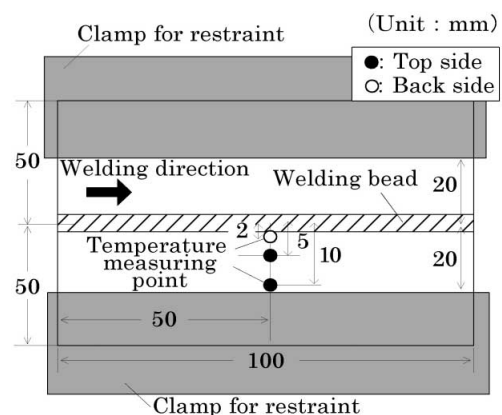 (Unit : mm)
Clamp for restraint
●: Top side
○: Back side
50
Welding direction
Welding bead
20
2
5
10
Temperature
measuring
point
50
20
50
100
Clamp for restraint